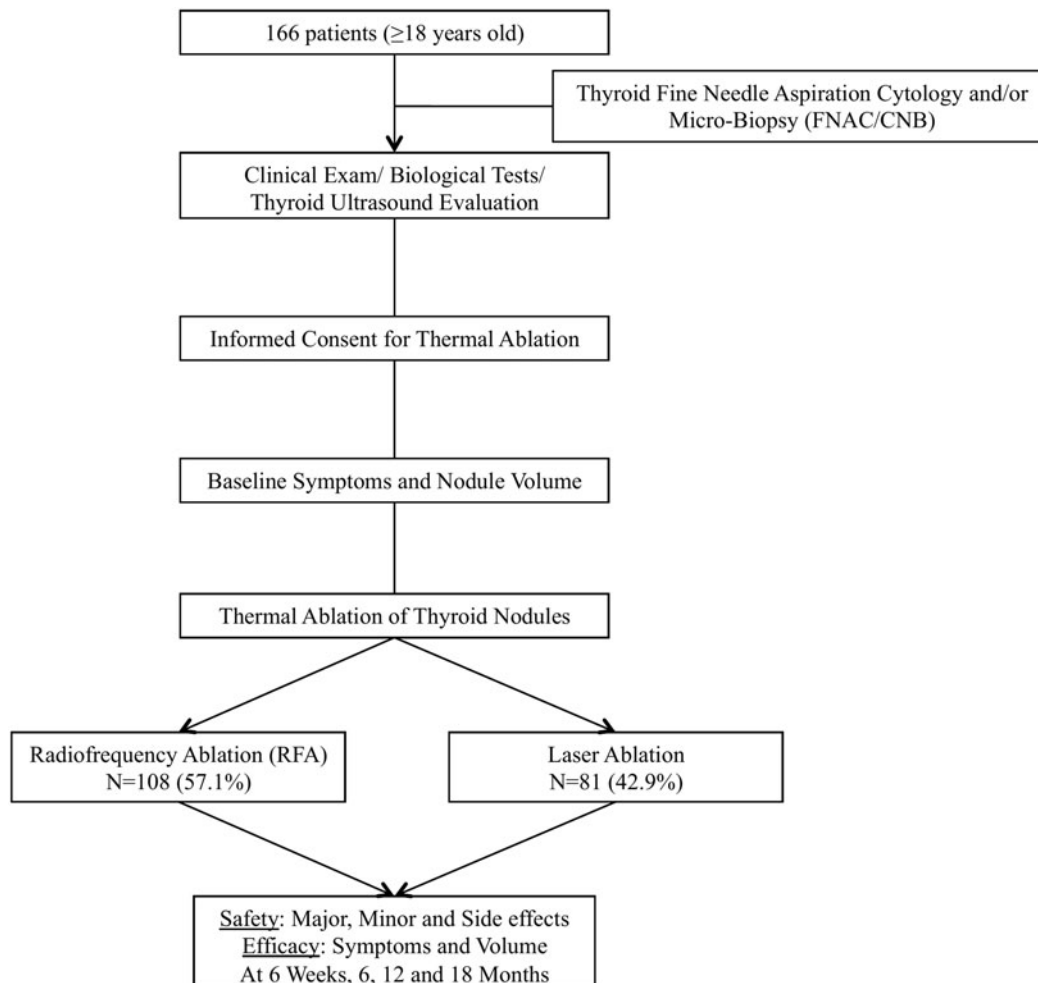 166 patients (≥18 years old)
Thyroid Fine Needle Aspiration Cytology and/or
Micro-Biopsy (FNAC/CNB)
Clinical Exam/ Biological Tests/
Thyroid Ultrasound Evaluation
Informed Consent for Thermal Ablation
Baseline Symptoms and Nodule Volume
Thermal Ablation of Thyroid Nodules
Radiofrequency Ablation (RFA)
N=108 (57.1%)
Laser Ablation
N=81 (42.9%)
Safety: Major, Minor and Side effects
Efficacy: Symptoms and Volume
At 6 Weeks, 6, 12 and 18 Months